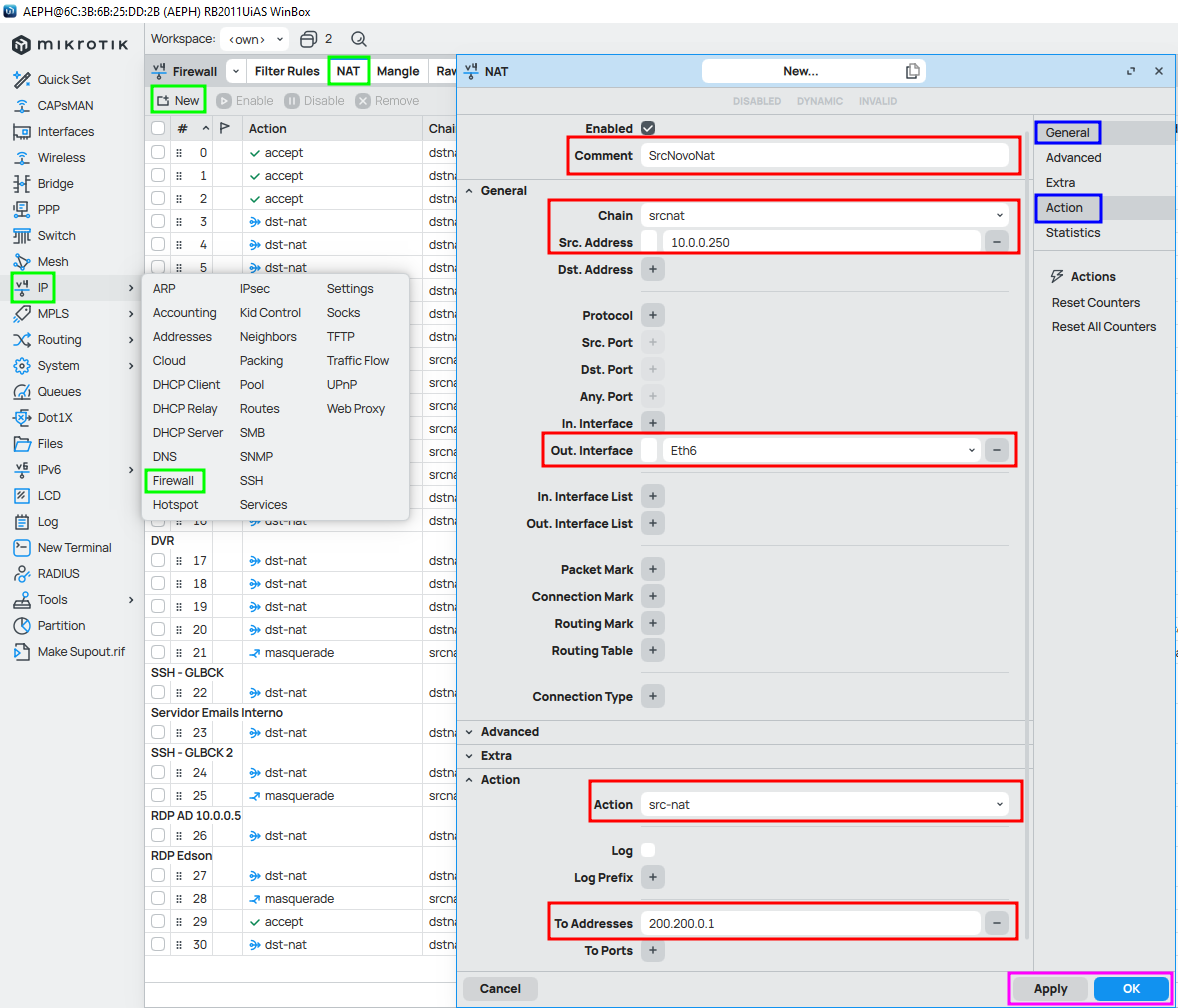 AEPH@6C:3B:6B:25:DD:2B (AEPH) RB2011UiAS WinBox
MIKROTIK
Workspace: <own> 2
Quick Set
CAPsMAN
Interfaces
Wireless
Bridge
PPP
Switch
Mesh
IP
MPLS
Routing
System
Queues
Dot1X
Files
IPv6
LCD
Log
New Terminal
RADIUS
Tools
Partition
Make Supout.rif
Firewall Filter Rules NAT Mangle Raw
New Enable Disable Remove
# Action Chai
0 accept dstna
1 accept dstna
2 accept dstna
3 dst-nat dstna
4 dst-nat dstna
5 dst-nat dstna
ARP IPsec Settings
Accounting Kid Control Socks
Addresses Neighbors TFTP
Cloud Packing Traffic Flow
DHCP Client Pool UPnP
DHCP Relay Routes Web Proxy
DHCP Server SMB
DNS SNMP
Firewall SSH
Hotspot Services
16 dst-nat dstna
DVR
17 dst-nat dstna
18 dst-nat dstna
19 dst-nat dstna
20 dst-nat dstna
21 masquerade srcna
SSH - GLBCK
22 dst-nat dstna
Servidor Emails Interno
23 dst-nat dstna
SSH - GLBCK 2
24 dst-nat dstna
25 masquerade srcna
RDP AD 10.0.0.5
26 dst-nat dstna
RDP Edson
27 dst-nat dstna
28 masquerade srcna
29 accept dstna
30 dst-nat dstna
NAT New...
DISABLED DYNAMIC INVALID
Enabled
Comment SrcNovoNat
General
Chain srcnat
Src. Address 10.0.0.250
Dst. Address
Protocol
Src. Port
Dst. Port
Any. Port
In. Interface
Out. Interface Eth6
In. Interface List
Out. Interface List
Packet Mark
Connection Mark
Routing Mark
Routing Table
Connection Type
Advanced
Extra
Action
Action src-nat
Log
Log Prefix
To Addresses 200.200.0.1
To Ports
Cancel Apply OK
General
Advanced
Extra
Action
Statistics
Actions
Reset Counters
Reset All Counters